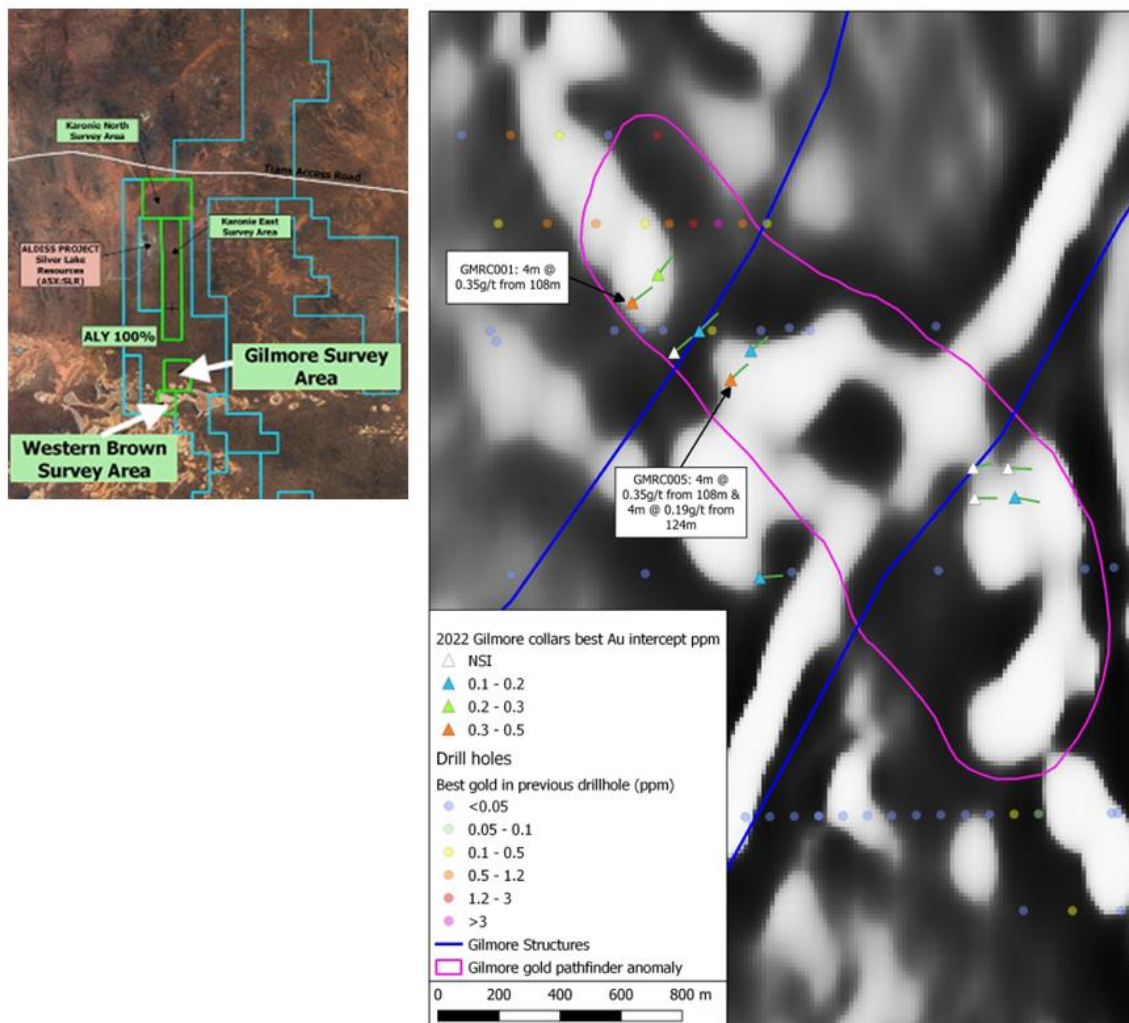 Karonie North
Survey Area
Trans Access Road
Karonie East
Survey Area
ALDISS PROJECT
Silver Lake
Resources
(ASX:SLR)
ALY 100%
Gilmore Survey
Area
Western Brown
Survey Area
GMRC001: 4m @
0.35g/t from 108m
GMRC005: 4m @
0.35g/t from 108m &
4m @ 0.19g/t from
124m
2022 Gilmore collars best Au intercept ppm
NSI
0.1 - 0.2
0.2 - 0.3
0.3 - 0.5
Drill holes
Best gold in previous drillhole (ppm)
<0.05
0.05 - 0.1
0.1 - 0.5
0.5 - 1.2
1.2 - 3
>3
Gilmore Structures
Gilmore gold pathfinder anomaly
0 200 400 600 800 m